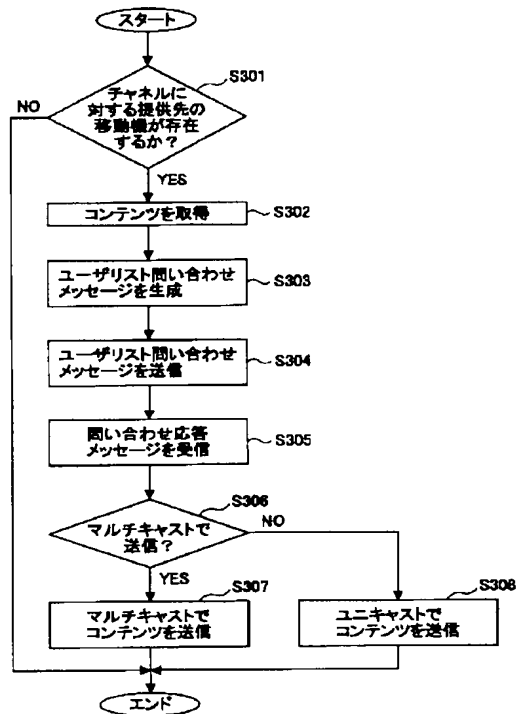 スタート
S301
チャネルに
対する提供先の
移動機が存在
するか？
NO
YES
コンテンツを取得
S302
ユーザリスト問い合わせ
メッセージを生成
S303
ユーザリスト問い合わせ
メッセージを送信
S304
問い合わせ応答
メッセージを受信
S305
S306
マルチキャストで
送信？
NO
YES
S307
マルチキャストで
コンテンツを送信
S308
ユニキャストで
コンテンツを送信
エンド